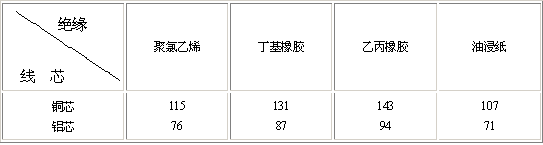 绝缘
线 芯
聚氯乙烯
丁基橡胶
乙丙橡胶
油浸纸
铜芯 115 131 143 107
铝芯 76 87 94 71